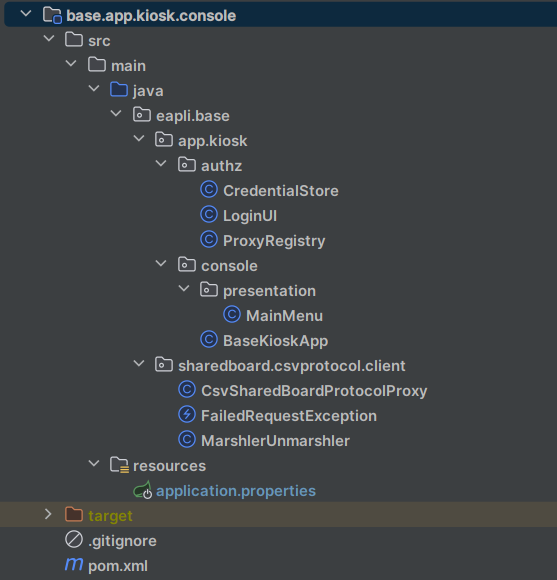 base.app.kiosk.console
src
main
java
eapli.base
app.kiosk
authz
CredentialStore
LoginUI
ProxyRegistry
console
presentation
MainMenu
BaseKioskApp
sharedboard.csvprotocol.client
CsvSharedBoardProtocolProxy
FailedRequestException
MarshlerUnmarshler
resources
application.properties
target
.gitignore
pom.xml